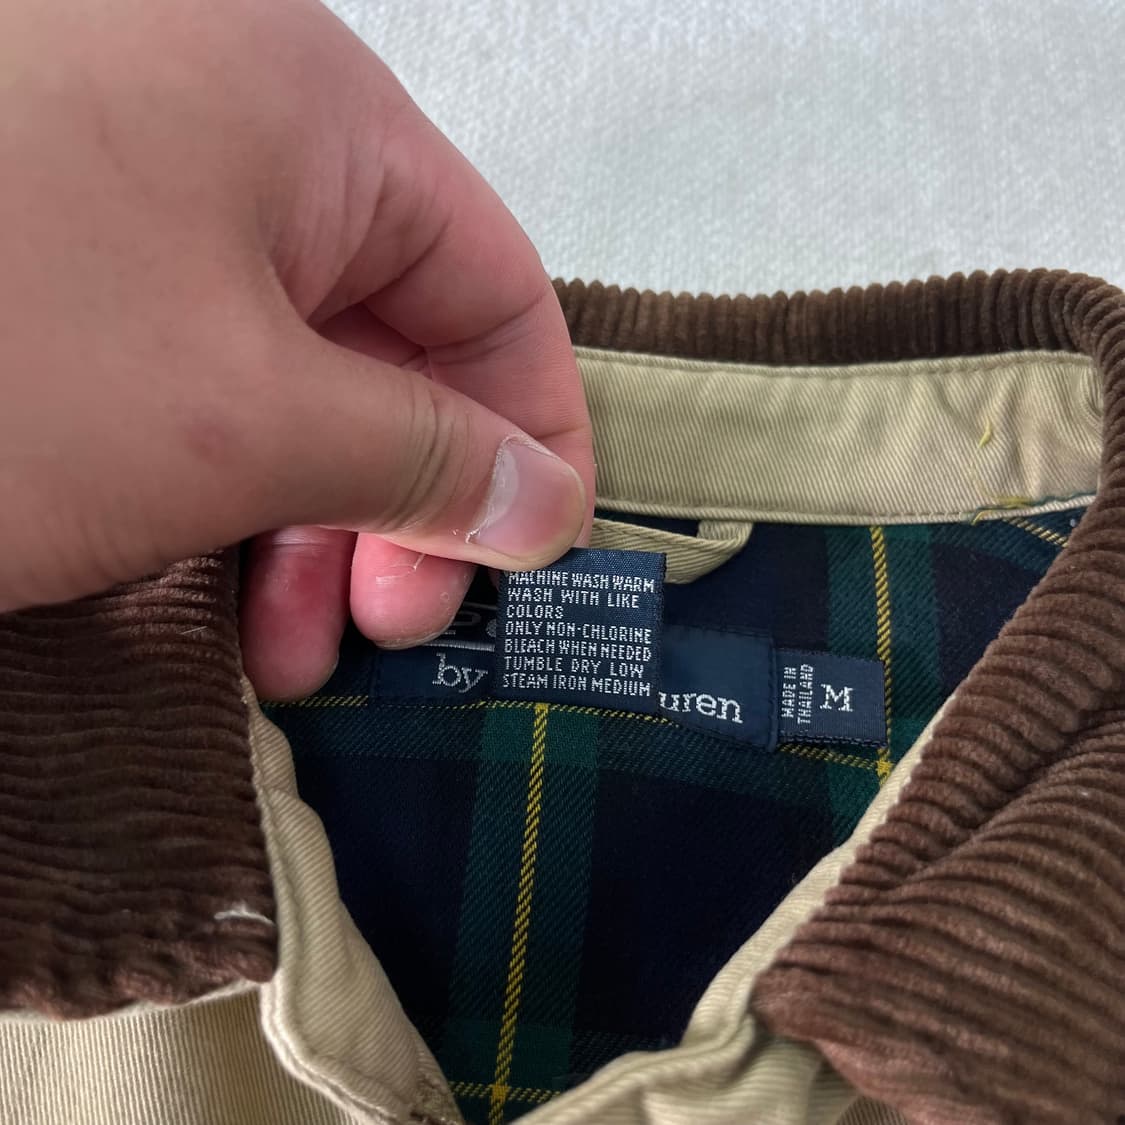 MACHINE WASH WARM
WASH WITH LIKE
COLORS
ONLY NON-CHLORINE
BLEACH WHEN NEEDED
TUMBLE DRY LOW
STEAM IRON MEDIUM
Po
by uren
MADE IN
THAILAND
M